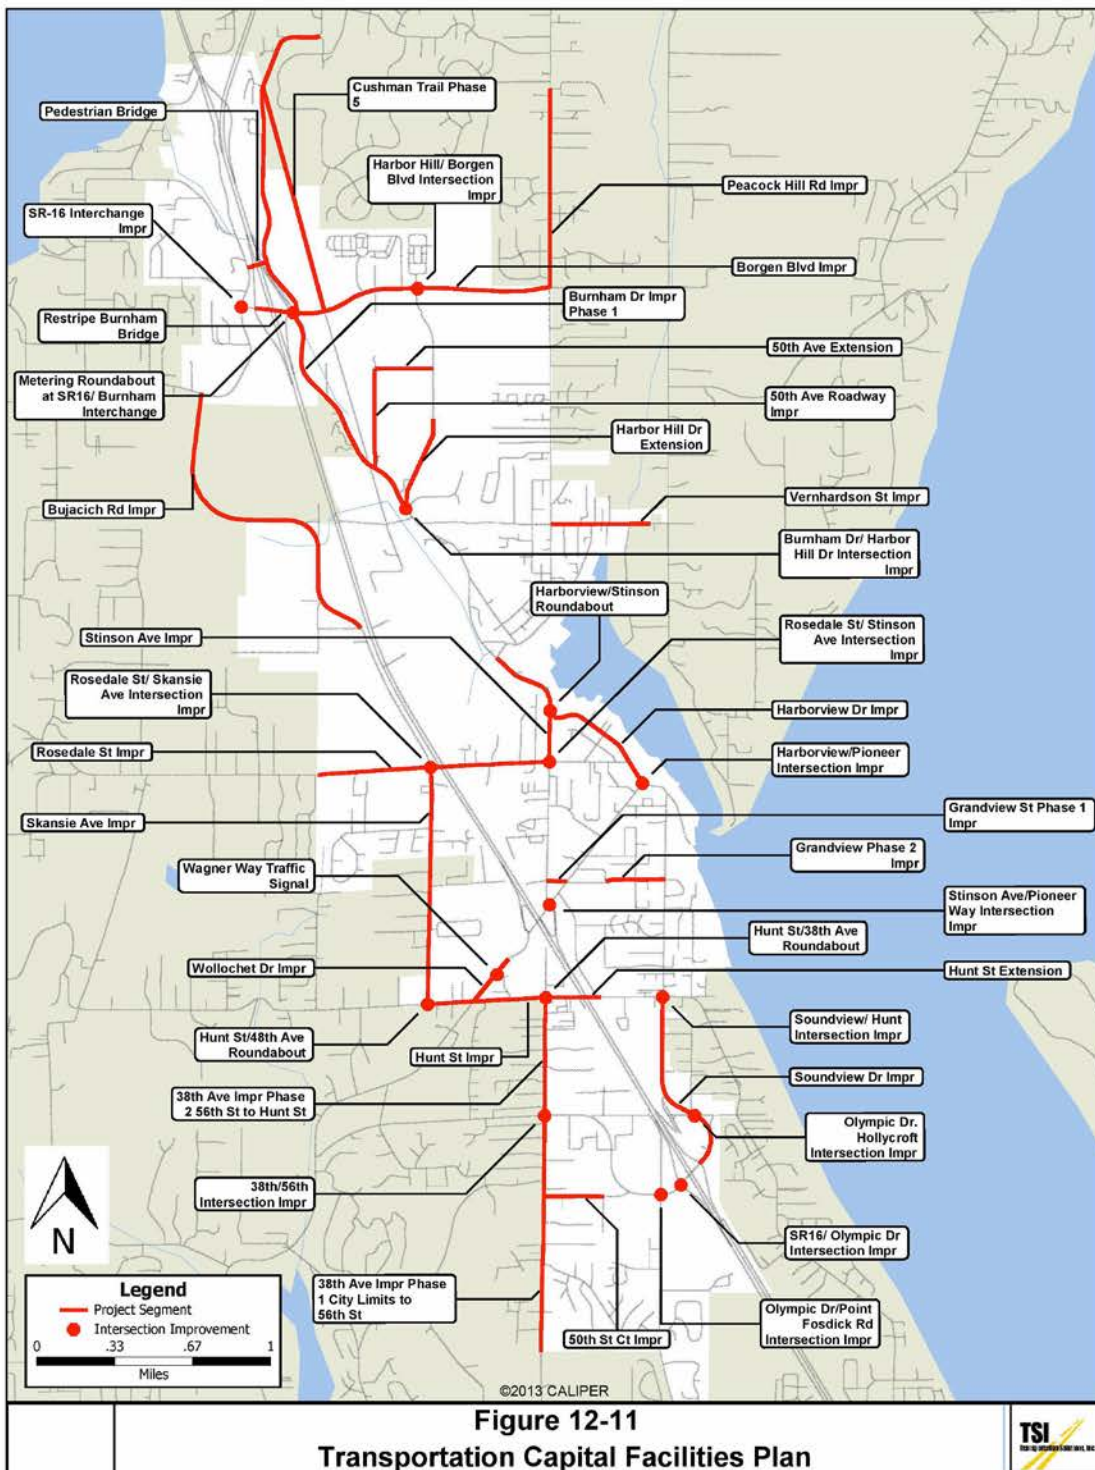 Cushman Trail Phase
5
Pedestrian Bridge
Harbor Hill/ Borgen
Blvd Intersection
Impr
Peacock Hill Rd Impr
SR-16 Interchange
Impr
Borgen Blvd Impr
Burnham Dr Impr
Phase 1
Restripe Burnham
Bridge
50th Ave Extension
Metering Roundabout
at SR16/ Burnham
Interchange
50th Ave Roadway
Impr
Harbor Hill Dr
Extension
Bujacich Rd Impr
Vernhardson St Impr
Burnham Dr/ Harbor
Hill Dr Intersection
Impr
Harborview/Stinson
Roundabout
Stinson Ave Impr
Rosedale St/ Stinson
Ave Intersection
Impr
Rosedale St/ Skansie
Ave Intersection
Impr
Harborview Dr Impr
Rosedale St Impr
Harborview/Pioneer
Intersection Impr
Skansie Ave Impr
Grandview St Phase 1
Impr
Grandview Phase 2
Impr
Wagner Way Traffic
Signal
Stinson Ave/Pioneer
Way Intersection
Impr
Hunt St/38th Ave
Roundabout
Wollochet Dr Impr
Hunt St Extension
Hunt St/48th Ave
Roundabout
Hunt St Impr
Soundview/ Hunt
Intersection Impr
38th Ave Impr Phase
2 56th St to Hunt St
Soundview Dr Impr
Olympic Dr.
Hollycroft
Intersection Impr
38th/56th
Intersection Impr
N
SR16/ Olympic Dr
Intersection Impr
38th Ave Impr Phase
1 City Limits to
56th St
50th St Ct Impr
Olympic Dr/Point
Fosdick Rd
Intersection Impr
Legend
Project Segment
Intersection Improvement
0 .33 .67 1
Miles
©2013 CALIPER
Figure 12-11
Transportation Capital Facilities Plan
TSI
Transportation Solutions, Inc.